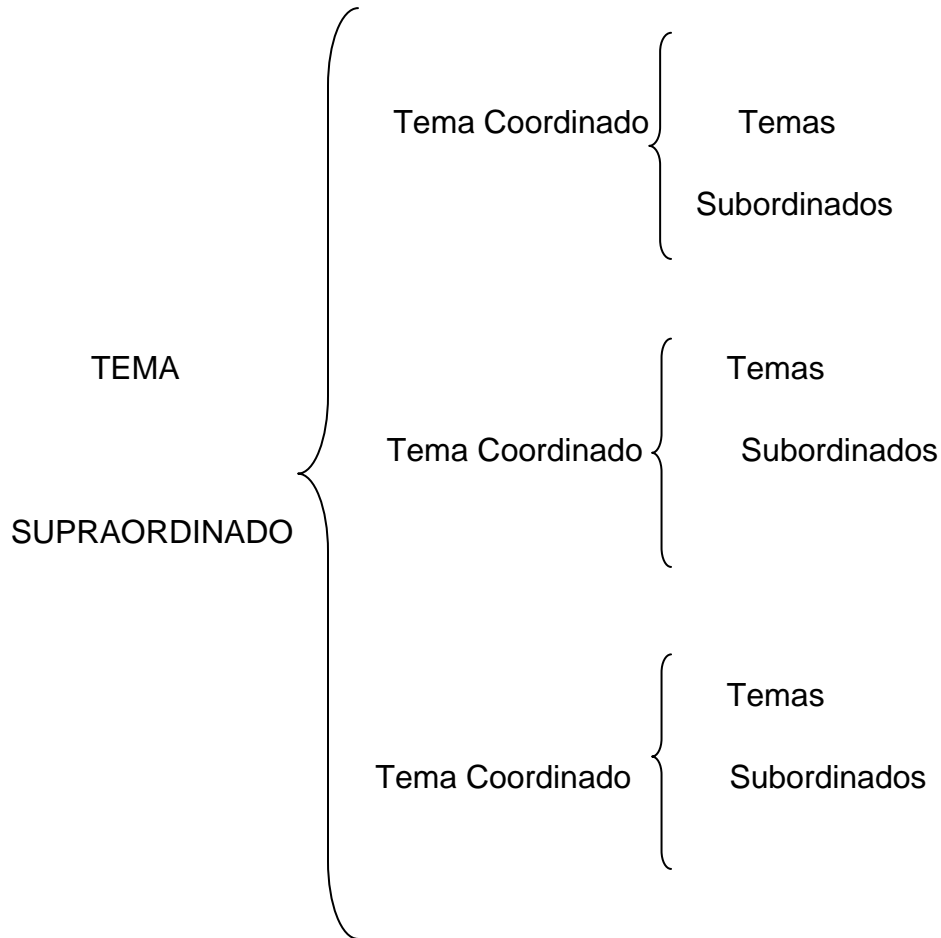 Tema Coordinado
Temas
Subordinados
TEMA
SUPRAORDINADO
Tema Coordinado
Temas
Subordinados
Tema Coordinado
Temas
Subordinados